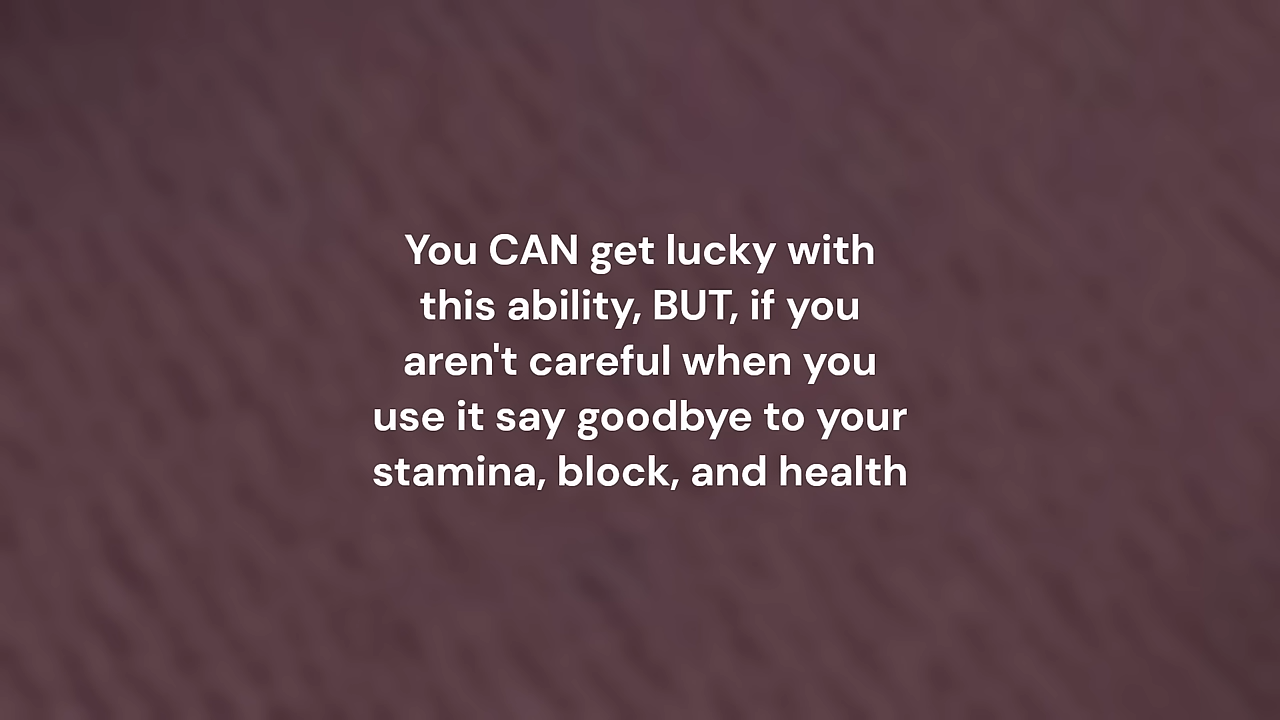 You CAN get lucky with
this ability, BUT, if you
aren't careful when you
use it say goodbye to your
stamina, block, and health